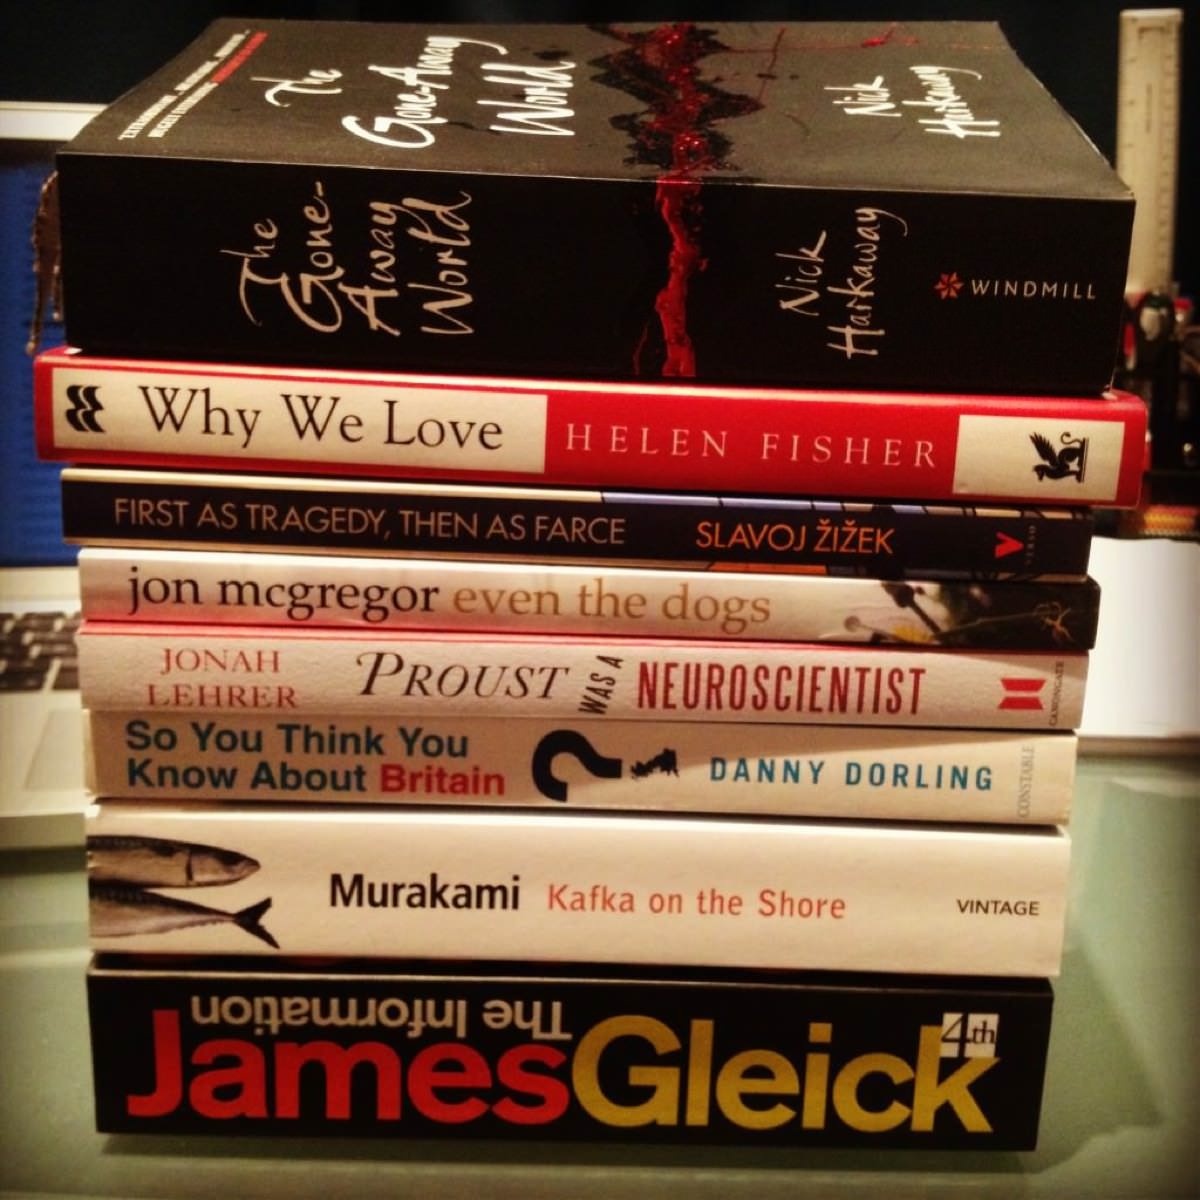 The
Gone-Away
World
Nick
Harkaway
The
Gone-
Away
World
Nick
Harkaway
WINDMILL
Why We Love HELEN FISHER
FIRST AS TRAGEDY, THEN AS FARCE SLAVOJ ŽIŽEK
VERSO
jon mcgregor even the dogs
JONAH
LEHRER
PROUST WAS A NEUROSCIENTIST
CANONGATE
So You Think You
Know About Britain
?
DANNY DORLING
CONSTABLE
Murakami Kafka on the Shore VINTAGE
The Information
James Gleick
4th